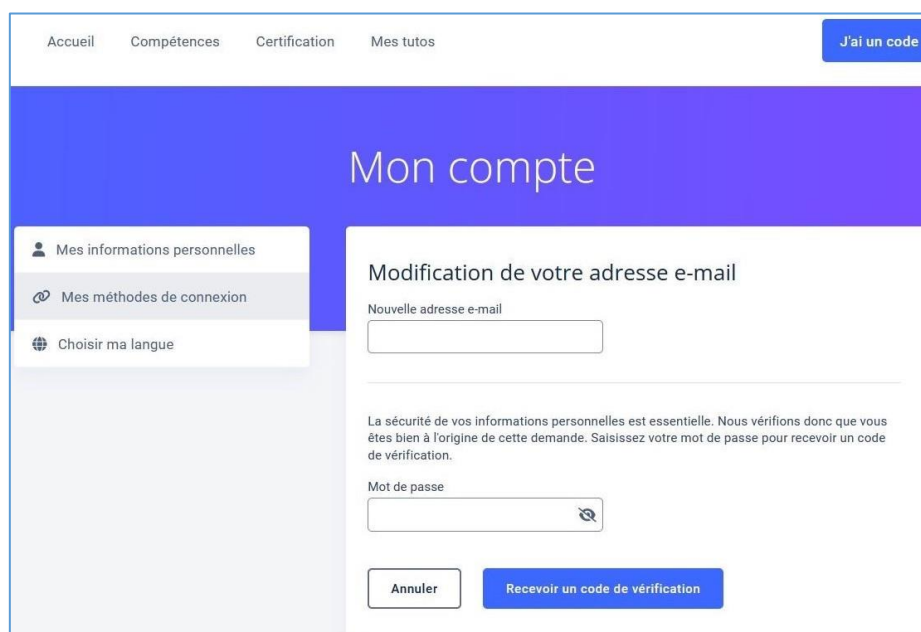 Accueil Compétences Certification Mes tutos J'ai un code
Mon compte
Mes informations personnelles
Mes méthodes de connexion
Choisir ma langue
Modification de votre adresse e-mail
Nouvelle adresse e-mail
La sécurité de vos informations personnelles est essentielle. Nous vérifions donc que vous
êtes bien à l'origine de cette demande. Saisissez votre mot de passe pour recevoir un code
de vérification.
Mot de passe
Annuler Recevoir un code de vérification